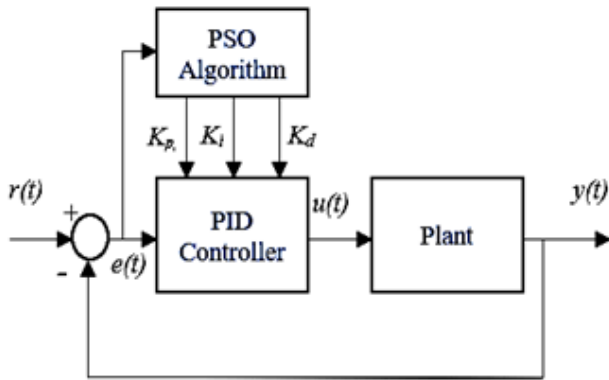 PSO
Algorithm
Kp, Ki Kd
r(t)
+
-
e(t)
PID
Controller
u(t)
Plant
y(t)